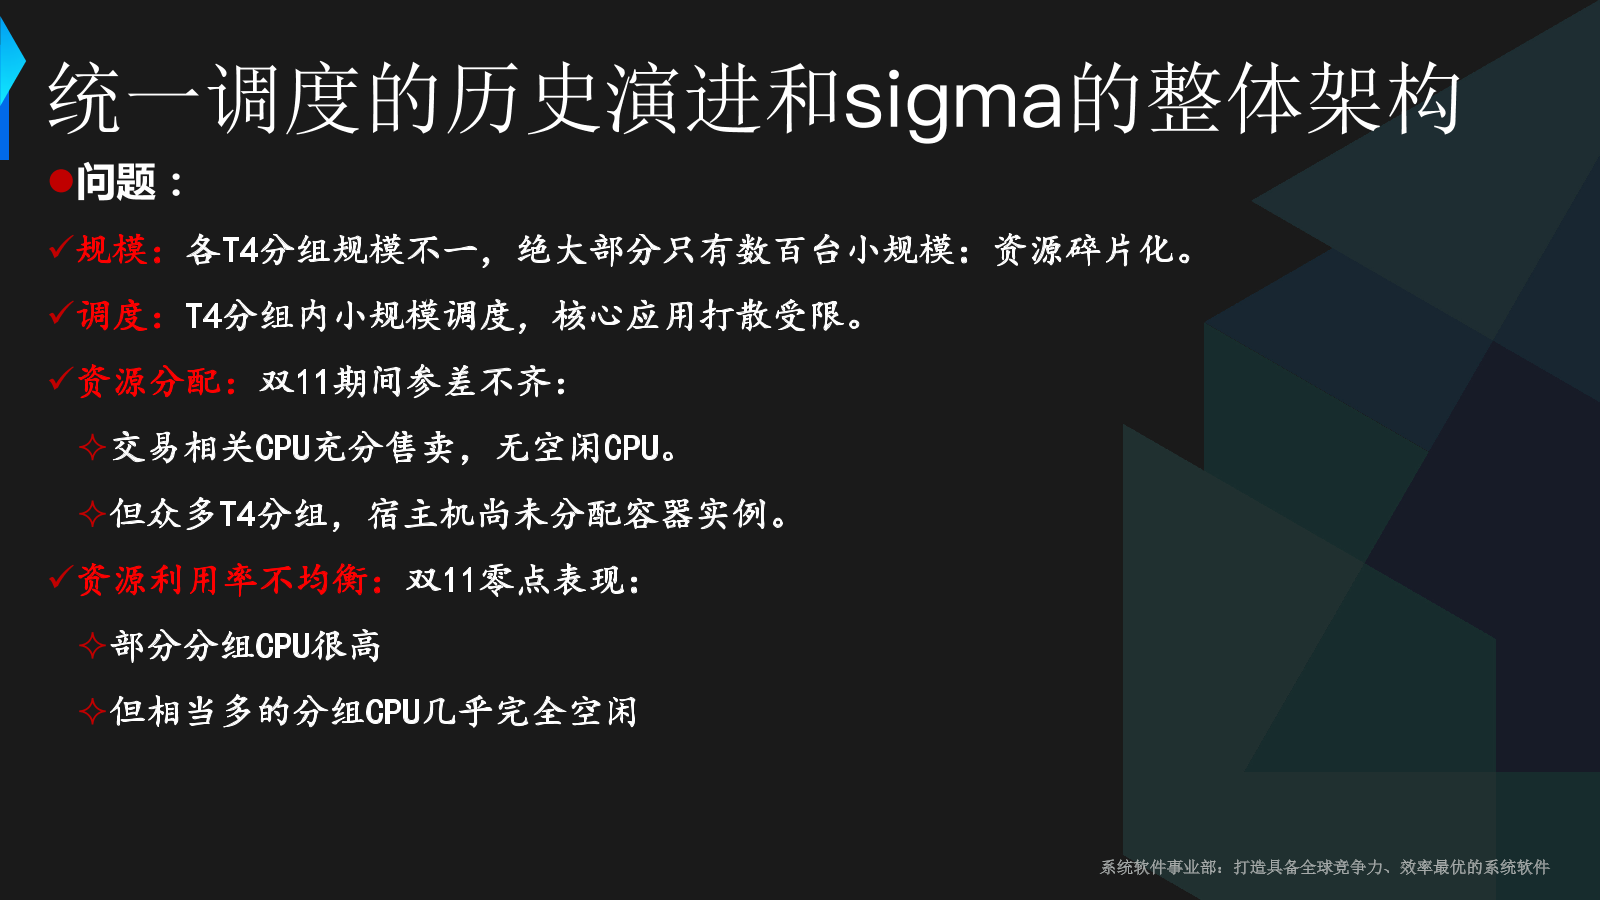 统一调度的历史演进和sigma的整体架构
问题：
规模：各T4分组规模不一，绝大部分只有数百台小规模：资源碎片化。
调度：T4分组内小规模调度，核心应用打散受限。
资源分配：双11期间参差不齐：
交易相关CPU充分售卖，无空闲CPU。
但众多T4分组，宿主机尚未分配容器实例。
资源利用率不均衡：双11零点表现：
部分分组CPU很高
但相当多的分组CPU几乎完全空闲
系统软件事业部：打造具备全球竞争力、效率最优的系统软件